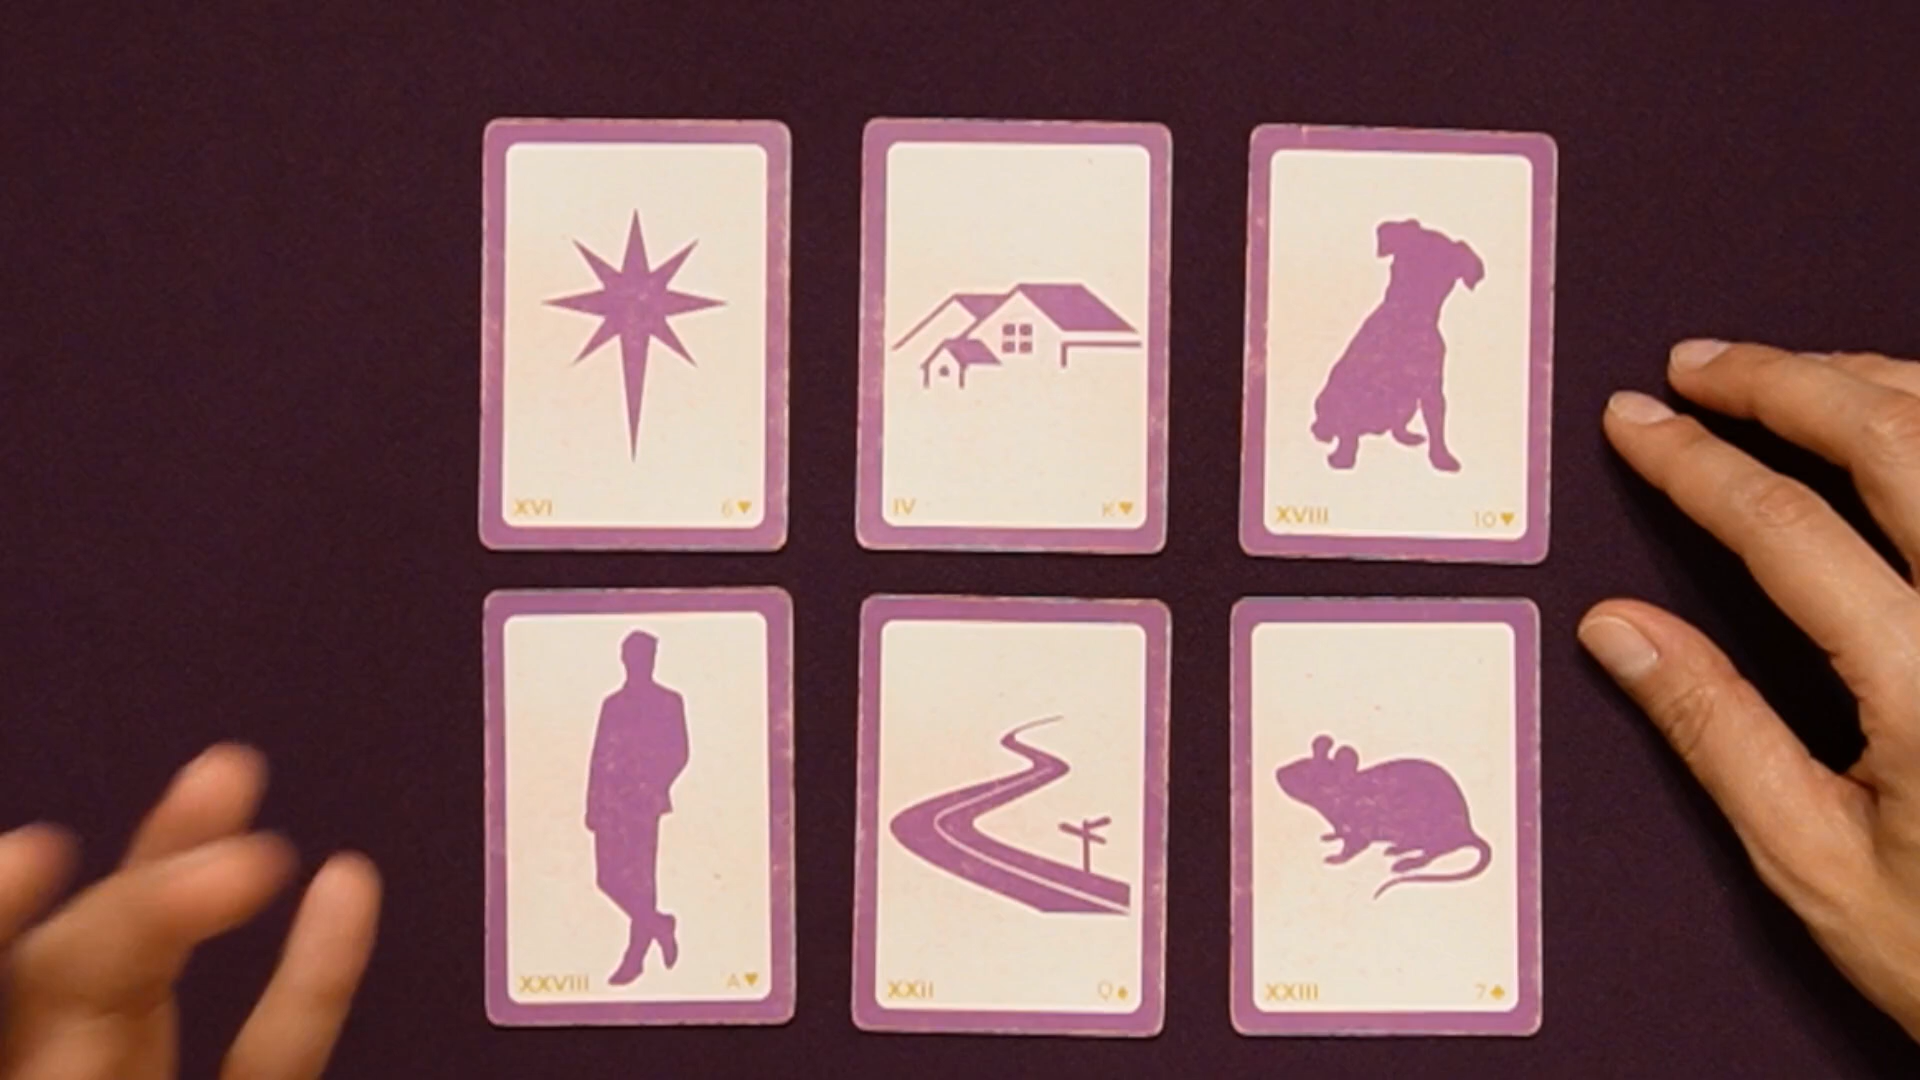 XVI 6♥
IV K♥
XVIII 10♥
XXVIII A♥
XXII Q♦
XXIII 7♣